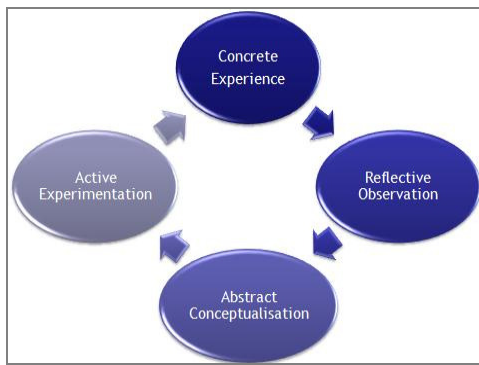 Concrete
Experience
Reflective
Observation
Abstract
Conceptualisation
Active
Experimentation